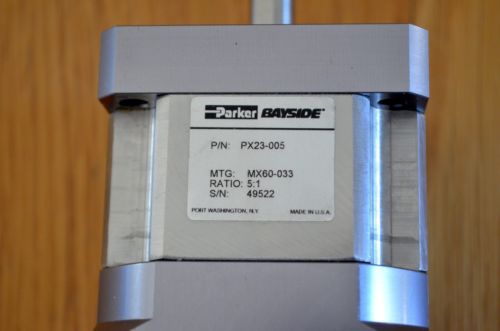 Parker BAYSIDE
P/N: PX23-005
MTG: MX60-033
RATIO: 5:1
S/N: 49522
PORT WASHINGTON, N.Y. MADE IN U.S.A.